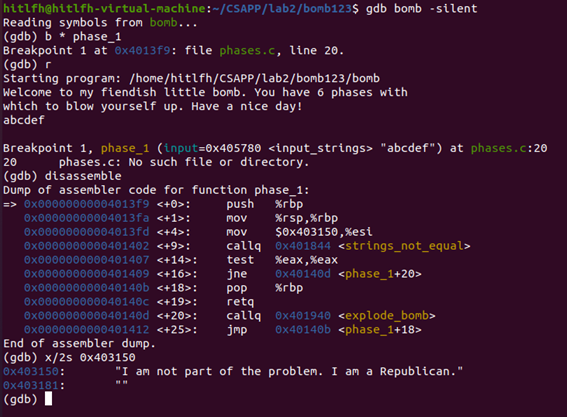 hitlfh@hitlfh-virtual-machine:~/CSAPP/lab2/bomb123$ gdb bomb -silent
Reading symbols from bomb...
(gdb) b * phase_1
Breakpoint 1 at 0x4013f9: file phases.c, line 20.
(gdb) r
Starting program: /home/hitlfh/CSAPP/lab2/bomb123/bomb
Welcome to my fiendish little bomb. You have 6 phases with
which to blow yourself up. Have a nice day!
abcdef

Breakpoint 1, phase_1 (input=0x405780 <input_strings> "abcdef") at phases.c:20
20      phases.c: No such file or directory.
(gdb) disassemble
Dump of assembler code for function phase_1:
=> 0x00000000004013f9 <+0>:     push   %rbp
   0x00000000004013fa <+1>:     mov    %rsp,%rbp
   0x00000000004013fd <+4>:     mov    $0x403150,%esi
   0x0000000000401402 <+9>:     callq  0x401844 <strings_not_equal>
   0x0000000000401407 <+14>:    test   %eax,%eax
   0x0000000000401409 <+16>:    jne    0x40140d <phase_1+20>
   0x000000000040140b <+18>:    pop    %rbp
   0x000000000040140c <+19>:    retq
   0x000000000040140d <+20>:    callq  0x401940 <explode_bomb>
   0x0000000000401412 <+25>:    jmp    0x40140b <phase_1+18>
End of assembler dump.
(gdb) x/2s 0x403150
0x403150:       "I am not part of the problem. I am a Republican."
0x403181:       ""
(gdb)